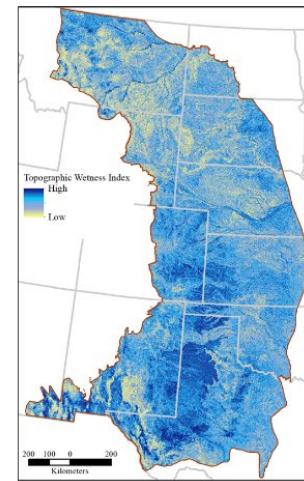 Topographic Wetness Index
High
Low
200 100 0 200
Kilometers